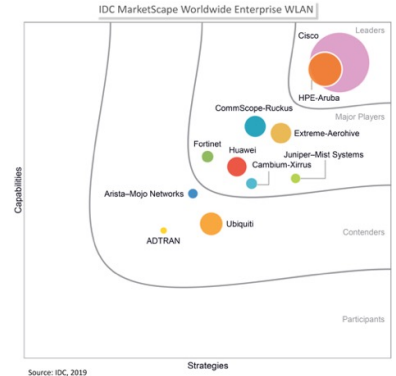 IDC MarketScape Worldwide Enterprise WLAN
Leaders
Cisco
HPE-Aruba
Major Players
CommScope-Ruckus
Extreme-Aerohive
Fortinet
Huawei
Juniper–Mist Systems
Cambium-Xirrus
Arista–Mojo Networks
Ubiquiti
ADTRAN
Contenders
Participants
Capabilities
Strategies
Source: IDC, 2019